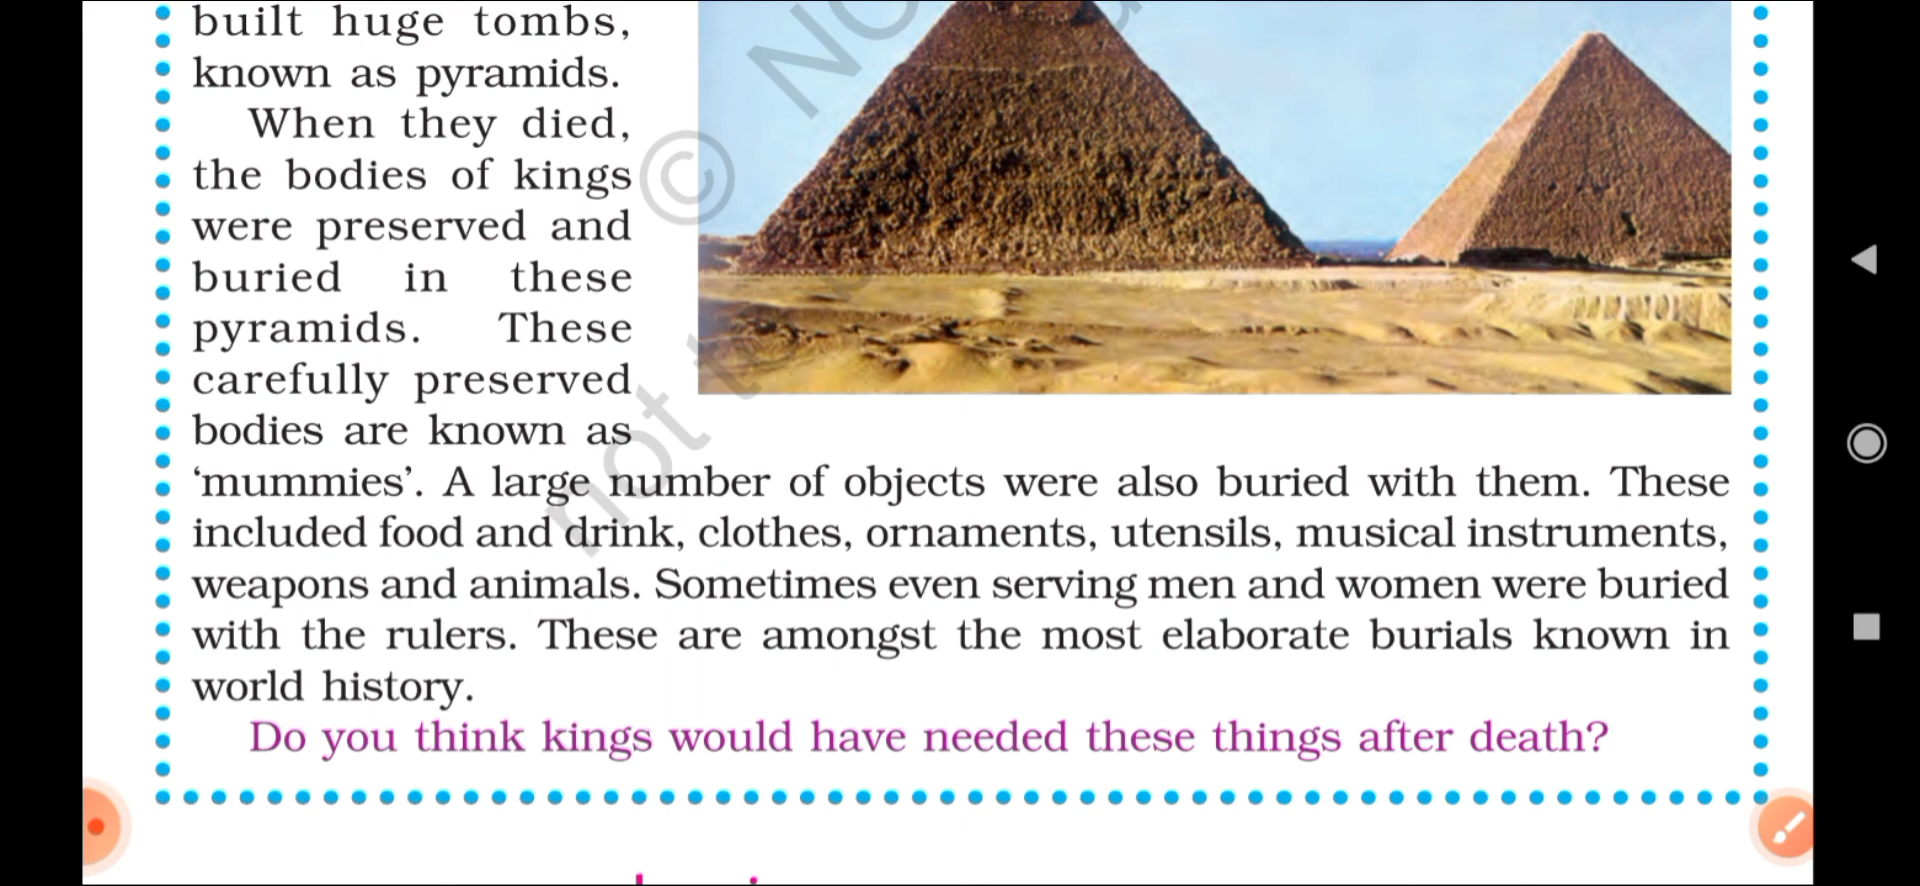 built huge tombs,
known as pyramids.
When they died,
the bodies of kings
were preserved and
buried in these
pyramids. These
carefully preserved
bodies are known as
‘mummies’. A large number of objects were also buried with them. These
included food and drink, clothes, ornaments, utensils, musical instruments,
weapons and animals. Sometimes even serving men and women were buried
with the rulers. These are amongst the most elaborate burials known in
world history.
Do you think kings would have needed these things after death?
©
not